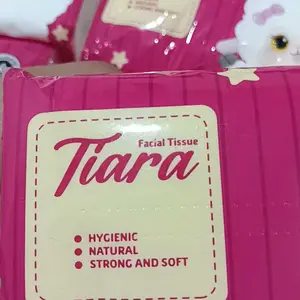 Facial Tissue
Tiara
HYGIENIC
NATURAL
STRONG AND SOFT